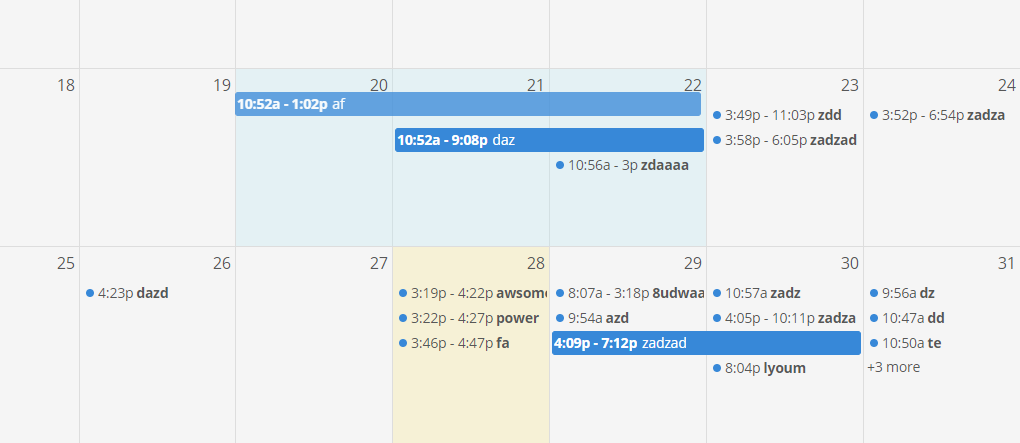 18 19 20 21 22 23 24
10:52a - 1:02p af
3:49p - 11:03p zdd
3:52p - 6:54p zadza
10:52a - 9:08p daz
3:58p - 6:05p zadzad
10:56a - 3p zdaaaa
25 26 27 28 29 30 31
4:23p dazd
3:19p - 4:22p awsome
8:07a - 3:18p 8udwaa
10:57a zadz
9:56a dz
3:22p - 4:27p power
9:54a azd
4:05p - 10:11p zadza
10:47a dd
3:46p - 4:47p fa
4:09p - 7:12p zadzad
10:50a te
8:04p lyoum
+3 more